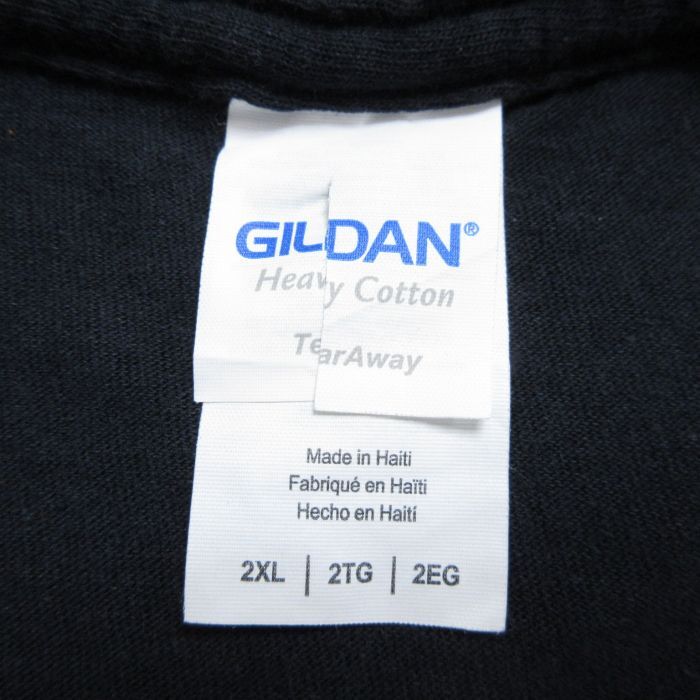 GILDAN®
Heavy Cotton
TearAway
Made in Haiti
Fabriqué en Haïti
Hecho en Haití
2XL | 2TG | 2EG